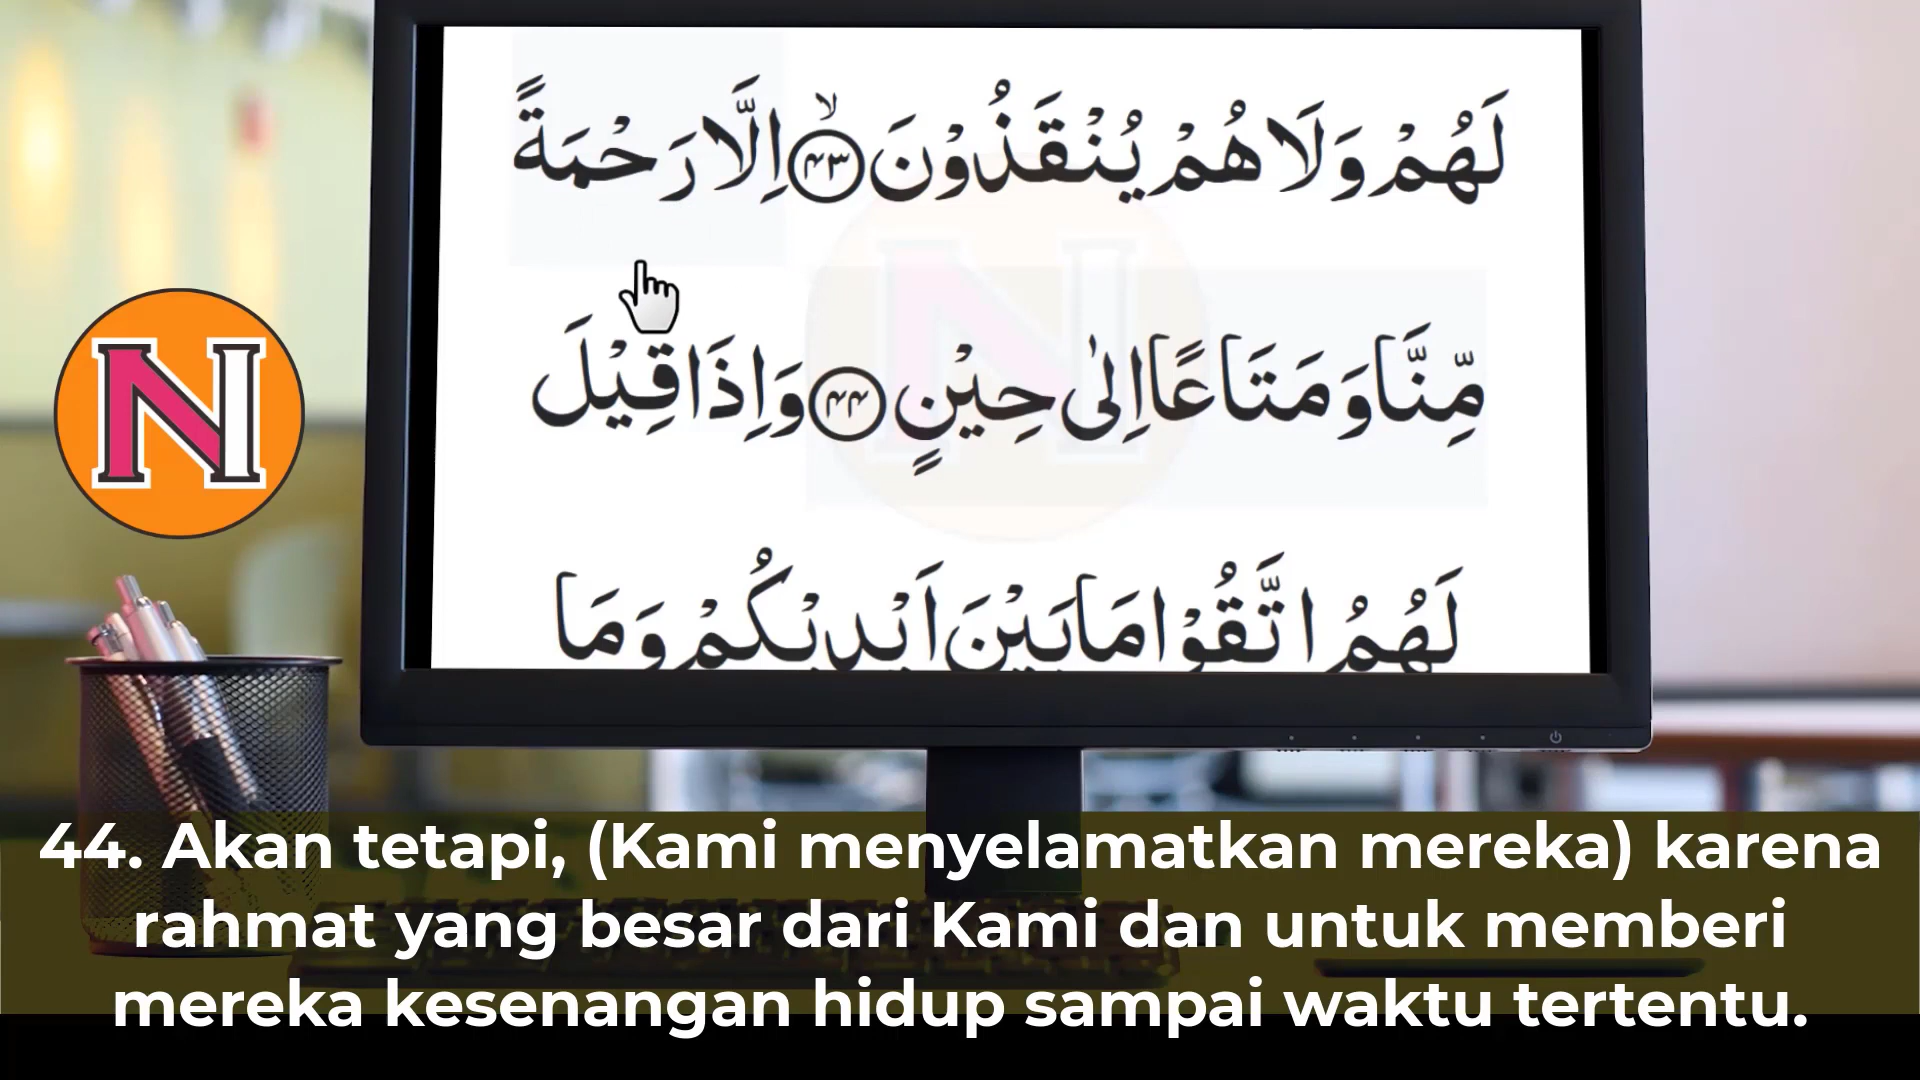 لَهُمْ وَلَا هُمْ يُنْقَذُوْنَ ۙ ٤٣ اِلَّا رَحْمَةً
مِّنَّا وَمَتَاعًا اِلٰى حِيْنٍ ٤٤ وَاِذَا قِيْلَ
لَهُمُ اتَّقُوْا مَا بَيْنَ اَيْدِيْكُمْ وَمَا
N
44. Akan tetapi, (Kami menyelamatkan mereka) karena
rahmat yang besar dari Kami dan untuk memberi
mereka kesenangan hidup sampai waktu tertentu.